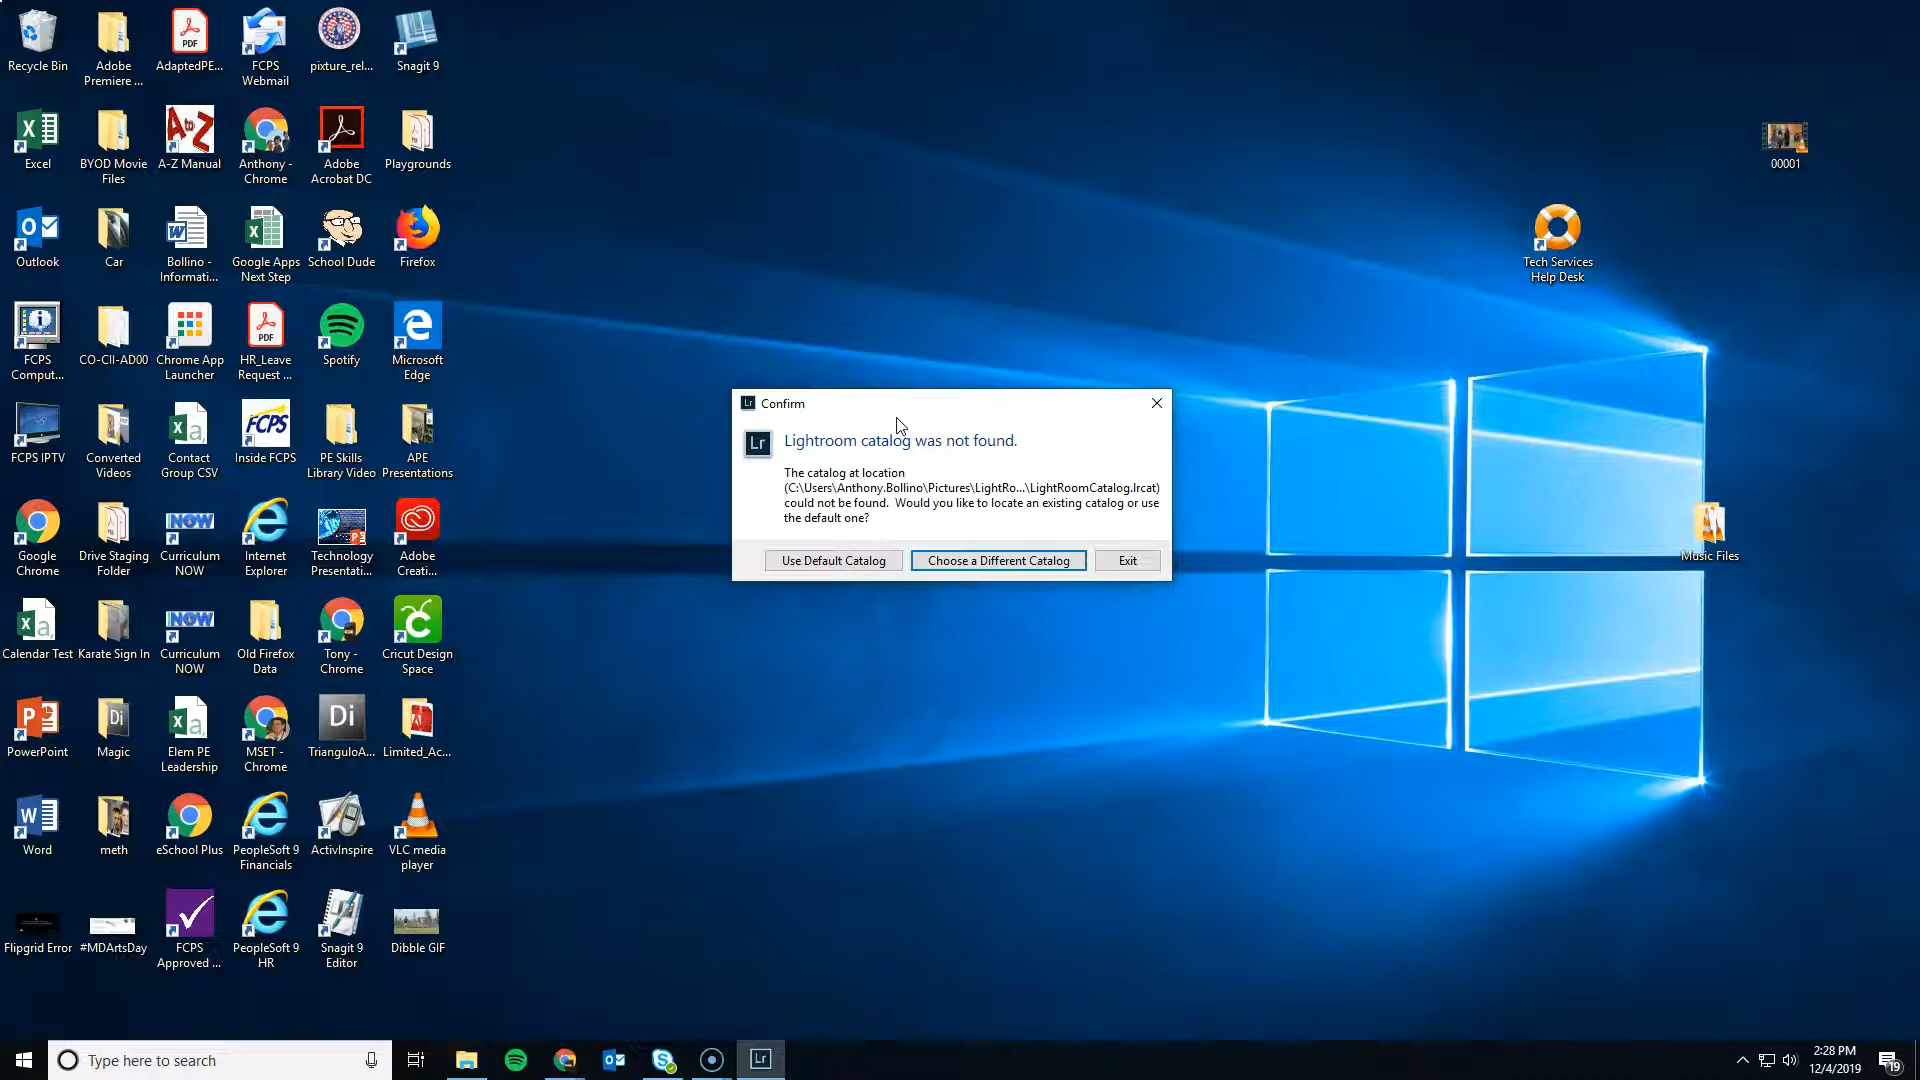 Recycle Bin
Adobe
Premiere ...
AdaptedPE...
FCPS
Webmail
pixture_rel...
Snagit 9
Excel
BYOD Movie
Files
A-Z Manual
Anthony -
Chrome
Adobe
Acrobat DC
Playgrounds
00001
Outlook
Car
Bollino -
Informati...
Google Apps
Next Step
School Dude
Firefox
Tech Services
Help Desk
FCPS
Comput...
CO-CII-AD00
Chrome App
Launcher
HR_Leave
Request ...
Spotify
Microsoft
Edge
FCPS IPTV
Converted
Videos
Contact
Group CSV
Inside FCPS
PE Skills
Library Video
APE
Presentations
Confirm
Lightroom catalog was not found.
The catalog at location
(C:\Users\Anthony.Bollino\Pictures\LightRo...\LightRoomCatalog.lrcat)
could not be found.  Would you like to locate an existing catalog or use
the default one?
Use Default Catalog
Choose a Different Catalog
Exit
Google
Chrome
Drive Staging
Folder
Curriculum
NOW
Internet
Explorer
Technology
Presentati...
Adobe
Creati...
Music Files
Calendar Test
Karate Sign In
Curriculum
NOW
Old Firefox
Data
Tony -
Chrome
Cricut Design
Space
PowerPoint
Magic
Elem PE
Leadership
MSET -
Chrome
TrianguloA...
Limited_Ac...
Word
meth
eSchool Plus
PeopleSoft 9
Financials
ActivInspire
VLC media
player
Flipgrid Error
#MDArtsDay
FCPS
Approved ...
PeopleSoft 9
HR
Snagit 9
Editor
Dibble GIF
Type here to search
Lr
2:28 PM
12/4/2019
19